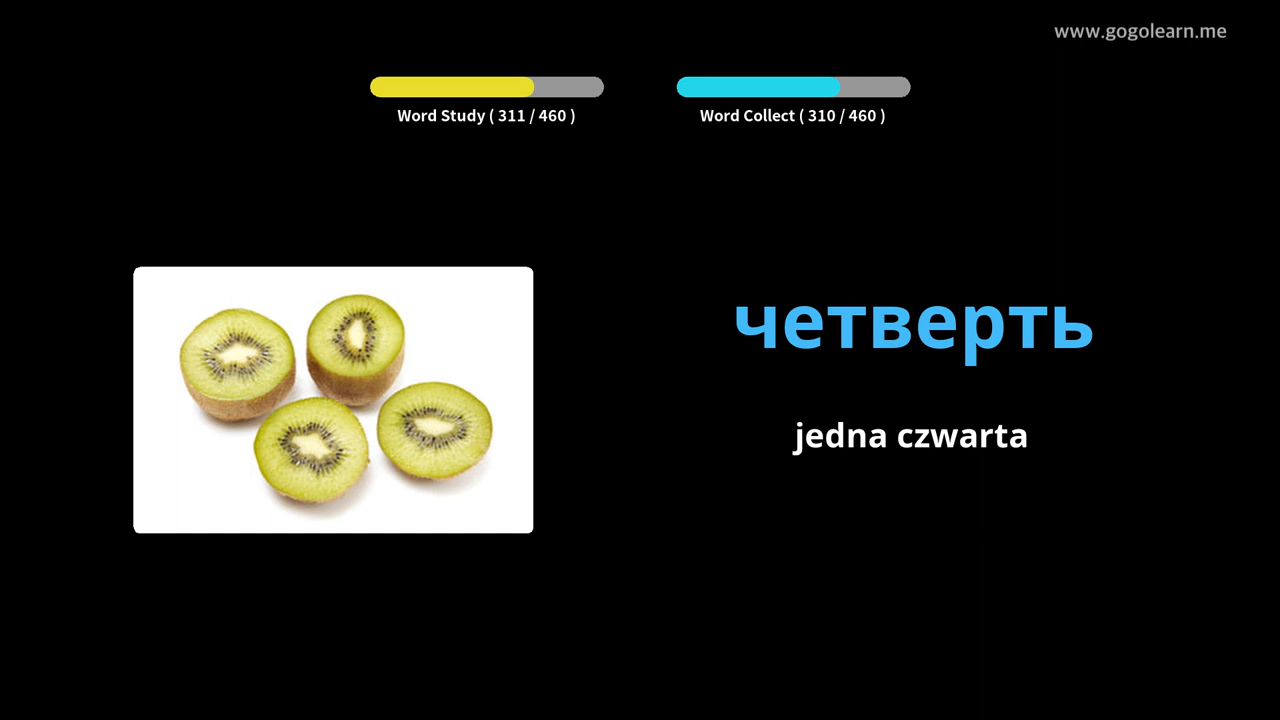 www.gogolearn.me
Word Study ( 311 / 460 )
Word Collect ( 310 / 460 )
четверть
jedna czwarta